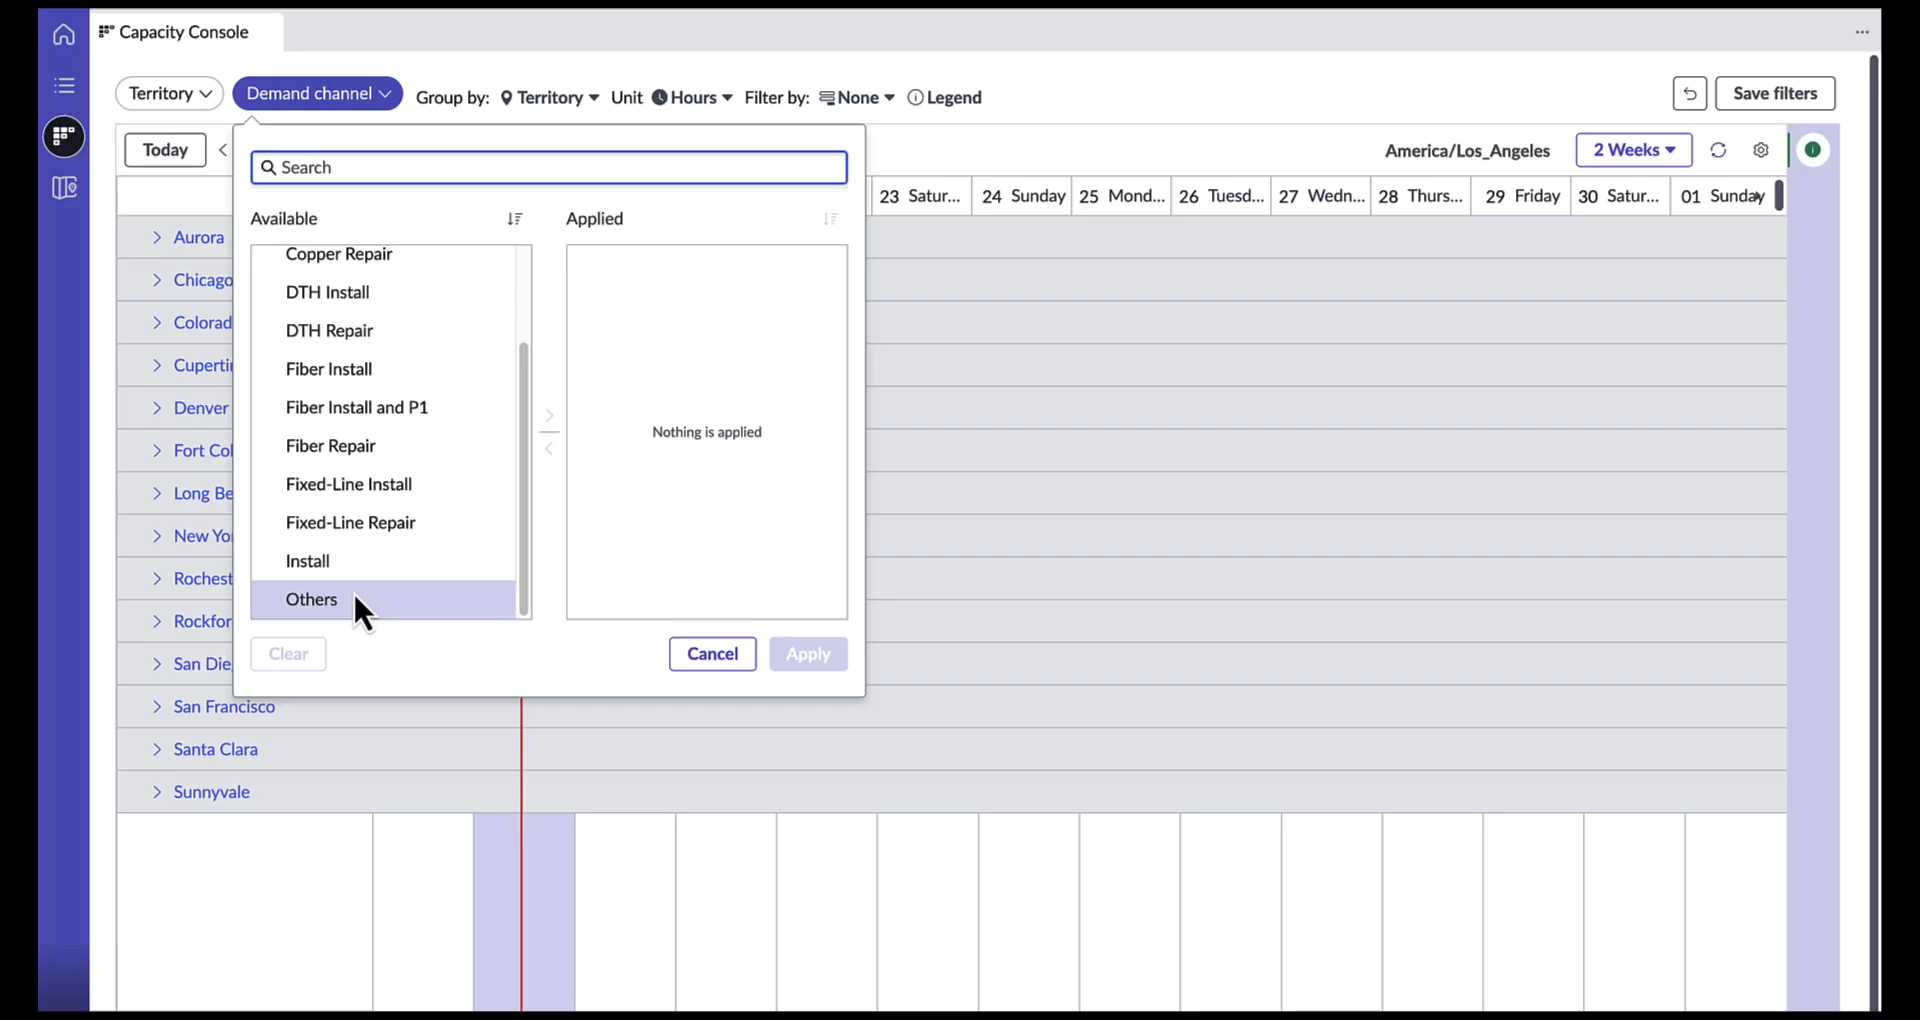 Capacity Console
Territory
Demand channel
Group by: Territory Unit Hours Filter by: None Legend
Save filters
Today
America/Los_Angeles
2 Weeks
Search
23 Satur...
24 Sunday
25 Mond...
26 Tuesd...
27 Wedn...
28 Thurs...
29 Friday
30 Satur...
01 Sunday
Available
Applied
Aurora
Chicago
Colorad
Cuperti
Denver
Fort Col
Long Be
New Yo
Rochest
Rockfor
San Die
San Francisco
Santa Clara
Sunnyvale
Copper Repair
DTH Install
DTH Repair
Fiber Install
Fiber Install and P1
Fiber Repair
Fixed-Line Install
Fixed-Line Repair
Install
Others
Nothing is applied
Clear
Cancel
Apply